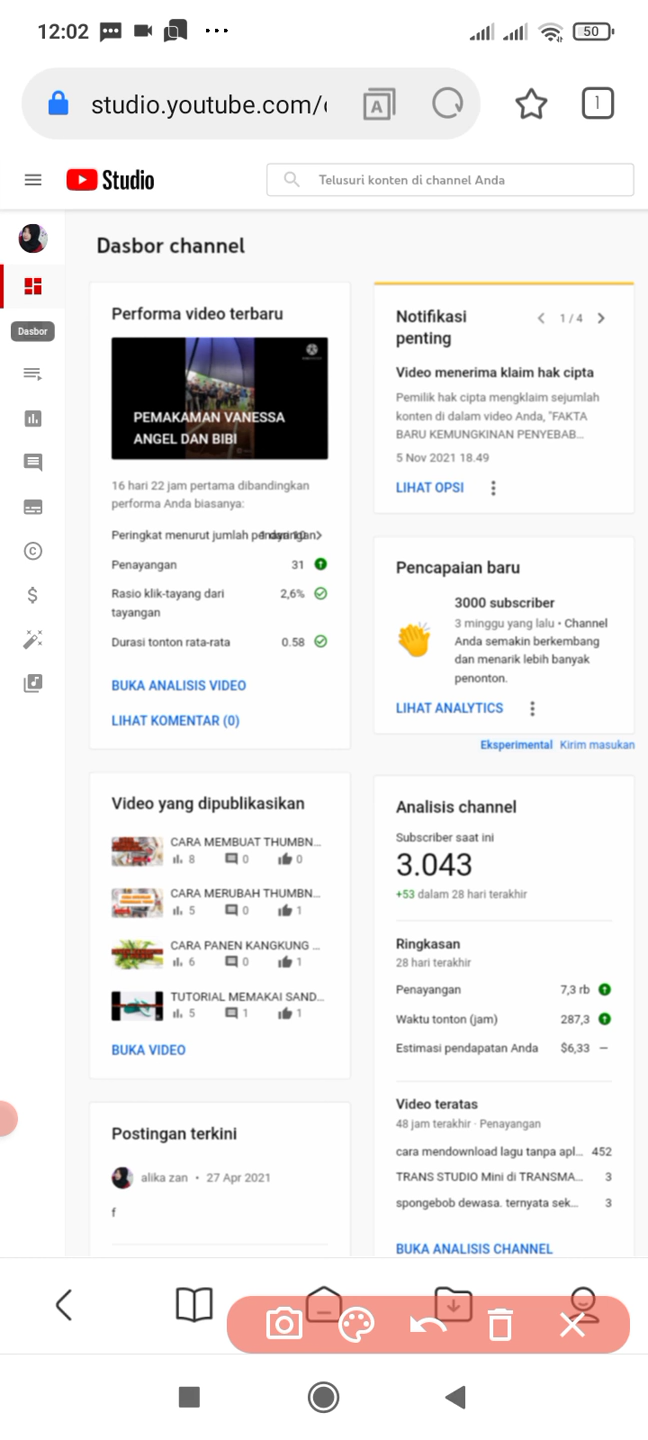 12:02
50
studio.youtube.com/
A
1
Studio
Telusuri konten di channel Anda
Dasbor channel
Dasbor
Performa video terbaru
PEMAKAMAN VANESSA
ANGEL DAN BIBI
16 hari 22 jam pertama dibandingkan
performa Anda biasanya:
Peringkat menurut jumlah penayangan
Penayangan 31
Rasio klik-tayang dari 2,6%
tayangan
Durasi tonton rata-rata 0.58
BUKA ANALISIS VIDEO
LIHAT KOMENTAR (0)
Video yang dipublikasikan
CARA MEMBUAT THUMBN...
8 0 0
CARA MERUBAH THUMBN...
5 0 1
CARA PANEN KANGKUNG ...
6 0 1
TUTORIAL MEMAKAI SAND...
5 1 1
BUKA VIDEO
Postingan terkini
alika zan • 27 Apr 2021
f
Notifikasi
penting
1 / 4
Video menerima klaim hak cipta
Pemilik hak cipta mengklaim sejumlah
konten di dalam video Anda, "FAKTA
BARU KEMUNGKINAN PENYEBAB...
5 Nov 2021 18.49
LIHAT OPSI
Pencapaian baru
3000 subscriber
3 minggu yang lalu • Channel
Anda semakin berkembang
dan menarik lebih banyak
penonton.
LIHAT ANALYTICS
Eksperimental Kirim masukan
Analisis channel
Subscriber saat ini
3.043
+53 dalam 28 hari terakhir
Ringkasan
28 hari terakhir
Penayangan 7,3 rb
Waktu tonton (jam) 287,3
Estimasi pendapatan Anda $6,33 —
Video teratas
48 jam terakhir · Penayangan
cara mendownload lagu tanpa apl... 452
TRANS STUDIO Mini di TRANSMA... 3
spongebob dewasa. ternyata sek... 3
BUKA ANALISIS CHANNEL